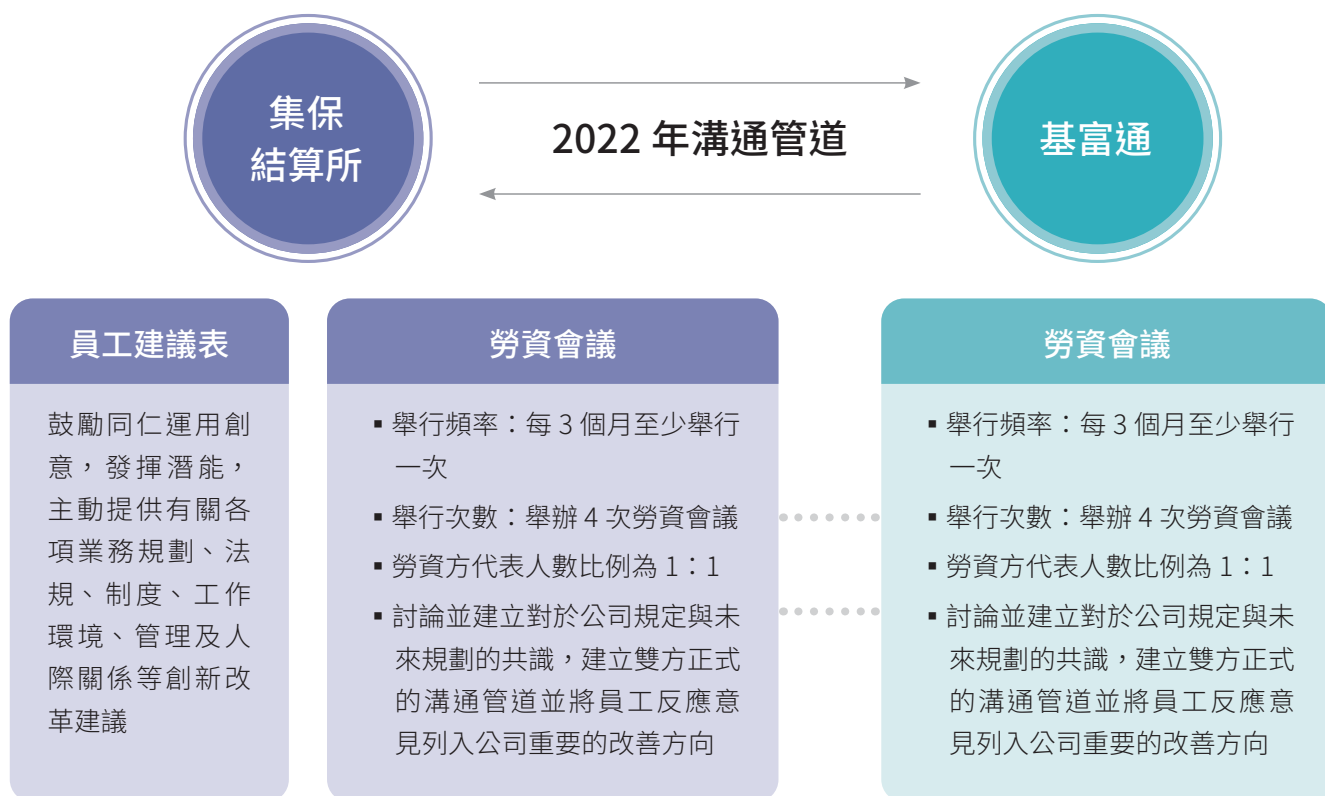 集保
結算所
2022 年溝通管道
基富通
員工建議表
鼓勵同仁運用創
意，發揮潛能，
主動提供有關各
項業務規劃、法
規、制度、工作
環境、管理及人
際關係等創新改
革建議
勞資會議
▪ 舉行頻率：每 3 個月至少舉行
一次
▪ 舉行次數：舉辦 4 次勞資會議
▪ 勞資方代表人數比例為 1：1
▪ 討論並建立對於公司規定與未
來規劃的共識，建立雙方正式
的溝通管道並將員工反應意
見列入公司重要的改善方向
勞資會議
▪ 舉行頻率：每 3 個月至少舉行
一次
▪ 舉行次數：舉辦 4 次勞資會議
▪ 勞資方代表人數比例為 1：1
▪ 討論並建立對於公司規定與未
來規劃的共識，建立雙方正式
的溝通管道並將員工反應意
見列入公司重要的改善方向